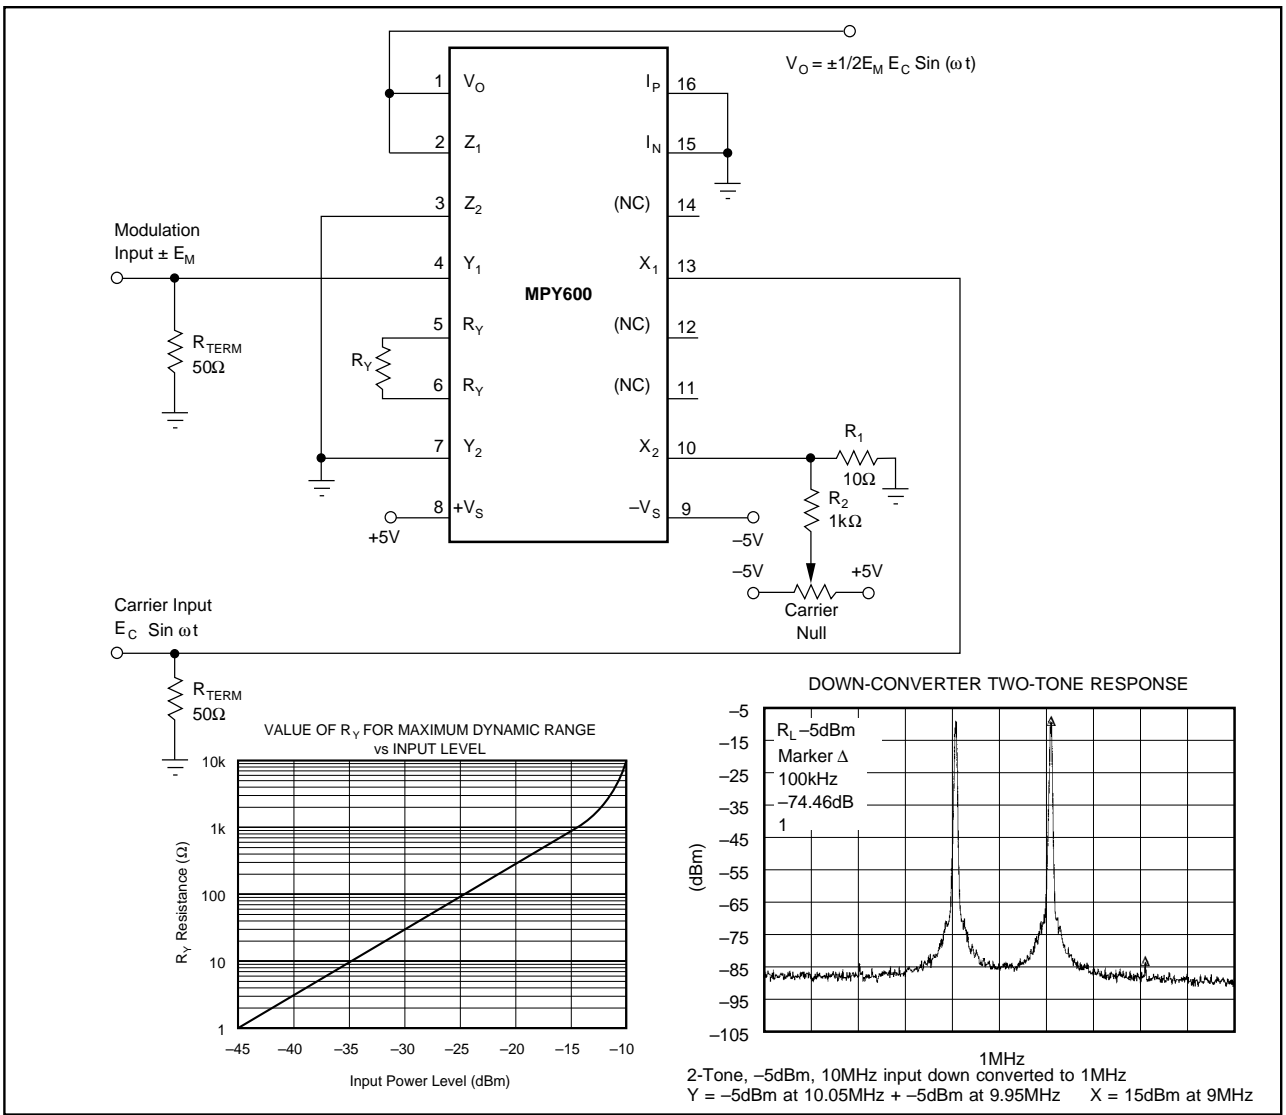 V_O = ±1/2E_M E_C Sin (ω t)
1 V_O I_P 16
2 Z_1 I_N 15
3 Z_2 (NC) 14
Modulation
Input ± E_M
4 Y_1 X_1 13
MPY600
R_TERM
50Ω
5 R_Y (NC) 12
R_Y
6 R_Y (NC) 11
7 Y_2 X_2 10
R_1
10Ω
R_2
1kΩ
8 +V_S –V_S 9
+5V
–5V
–5V +5V
Carrier
Null
Carrier Input
E_C Sin ω t
R_TERM
50Ω
VALUE OF R_Y FOR MAXIMUM DYNAMIC RANGE
vs INPUT LEVEL
10k
1k
100
10
1
R_Y Resistance (Ω)
–45 –40 –35 –30 –25 –20 –15 –10
Input Power Level (dBm)
DOWN-CONVERTER TWO-TONE RESPONSE
–5
–15
–25
–35
–45
–55
–65
–75
–85
–95
–105
(dBm)
R_L –5dBm
Marker Δ
100kHz
–74.46dB
1
1MHz
2-Tone, –5dBm, 10MHz input down converted to 1MHz
Y = –5dBm at 10.05MHz + –5dBm at 9.95MHz X = 15dBm at 9MHz